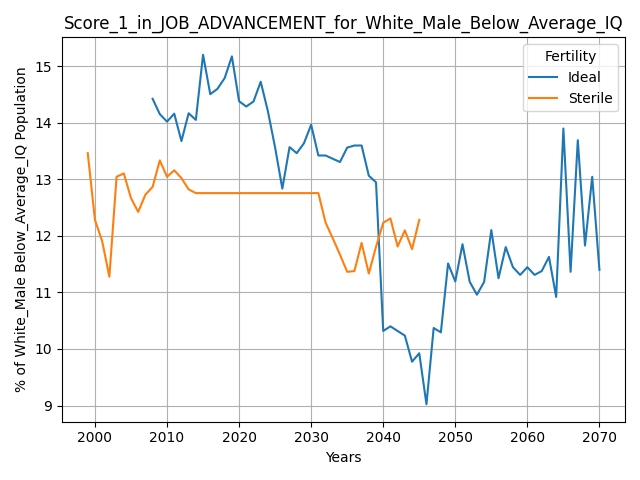 Score_1_in_JOB_ADVANCEMENT_for_White_Male_Below_Average_IQ
% of White_Male Below_Average_IQ Population
15
14
13
12
11
10
9
Fertility
Ideal
Sterile
2000 2010 2020 2030 2040 2050 2060 2070
Years